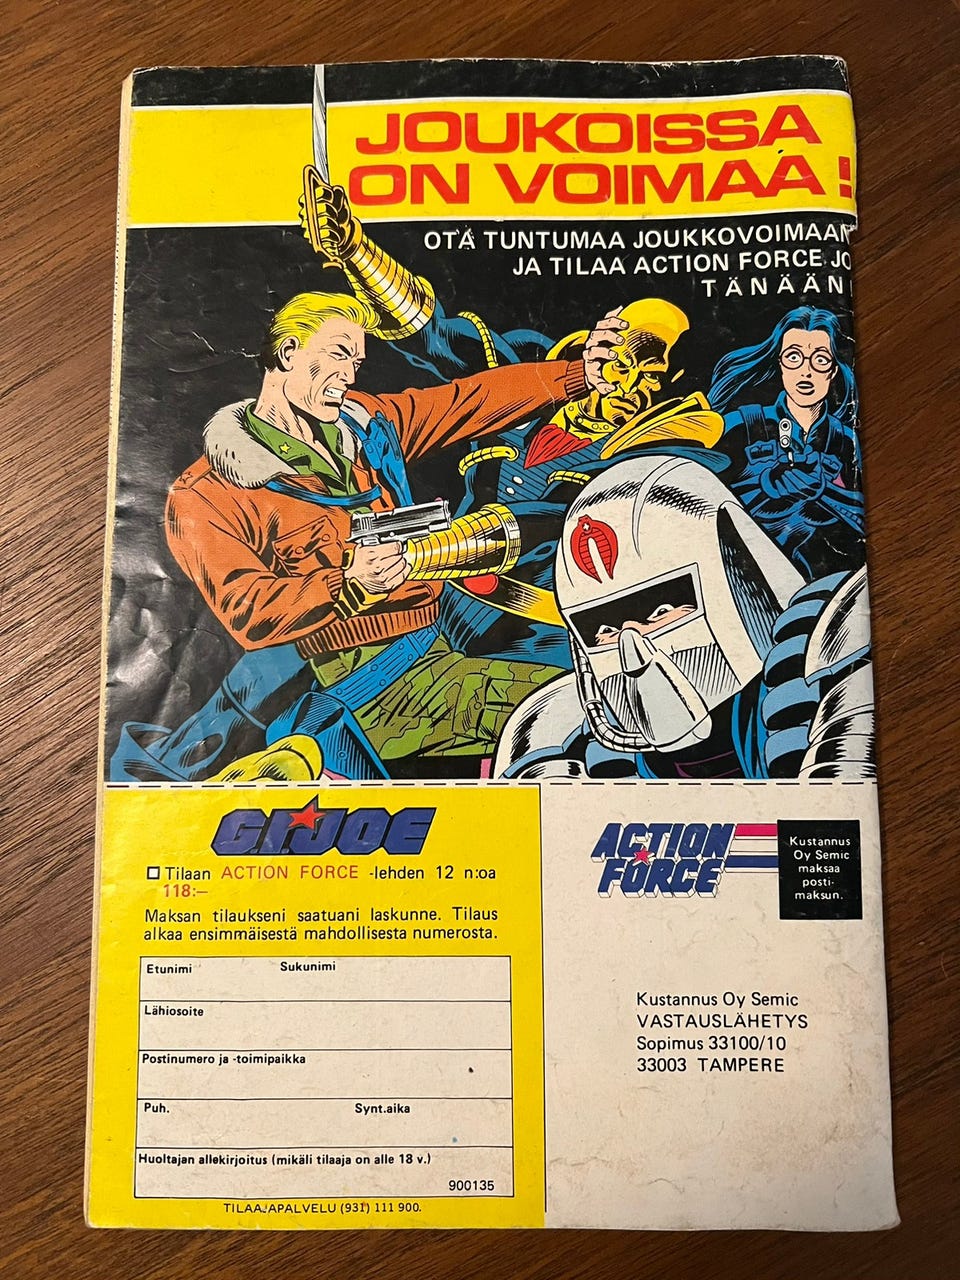 JOUKOISSA
ON VOIMAA!
OTA TUNTUMAA JOUKKOVOIMAAN
JA TILAA ACTION FORCE JO
TÄNÄÄN!
G.I.JOE
Tilaan ACTION FORCE -lehden 12 n:oa
118:–
Maksan tilaukseni saatuani laskunne. Tilaus
alkaa ensimmäisestä mahdollisesta numerosta.
Etunimi Sukunimi
Lähiosoite
Postinumero ja -toimipaikka
Puh. Synt.aika
Huoltajan allekirjoitus (mikäli tilaaja on alle 18 v.)
900135
TILAAJAPALVELU (931) 111 900.
ACTION
FORCE
Kustannus
Oy Semic
maksaa
posti-
maksun.
Kustannus Oy Semic
VASTAUSLÄHETYS
Sopimus 33100/10
33003 TAMPERE